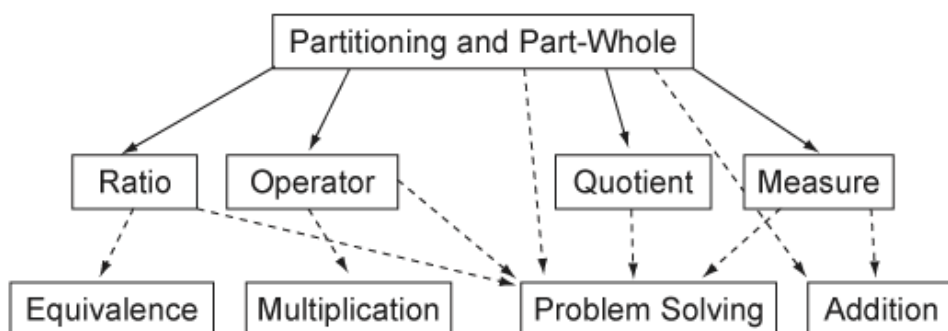 Partitioning and Part-Whole
Ratio
Operator
Quotient
Measure
Equivalence
Multiplication
Problem Solving
Addition